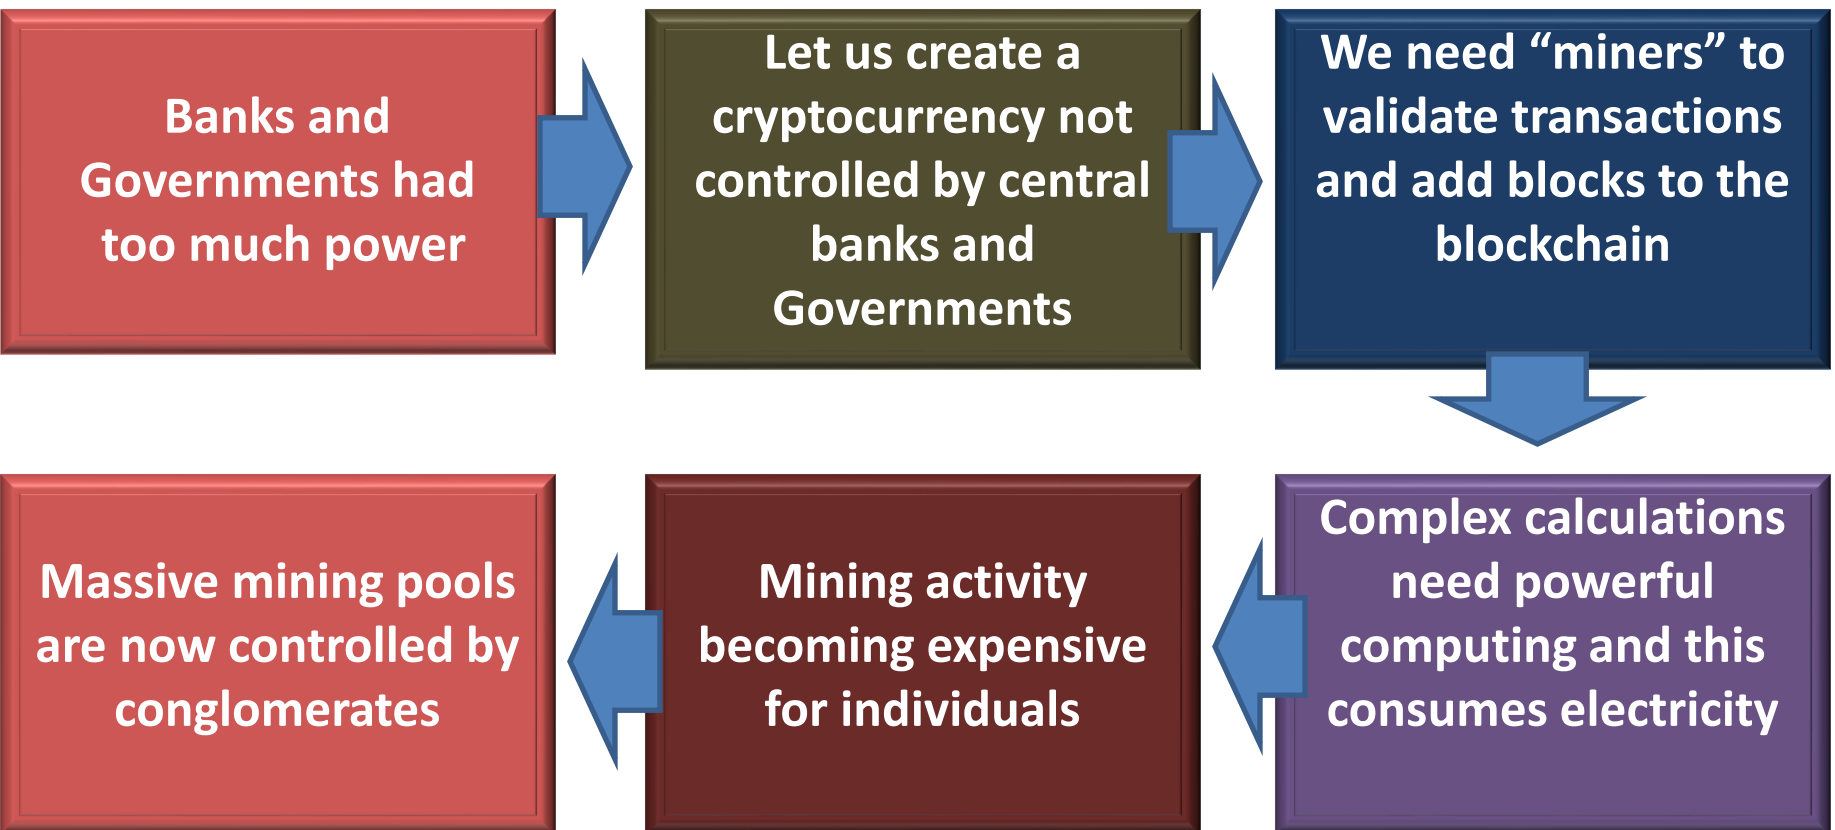 Banks and
Governments had
too much power
Let us create a
cryptocurrency not
controlled by central
banks and
Governments
We need “miners” to
validate transactions
and add blocks to the
blockchain
Complex calculations
need powerful
computing and this
consumes electricity
Mining activity
becoming expensive
for individuals
Massive mining pools
are now controlled by
conglomerates